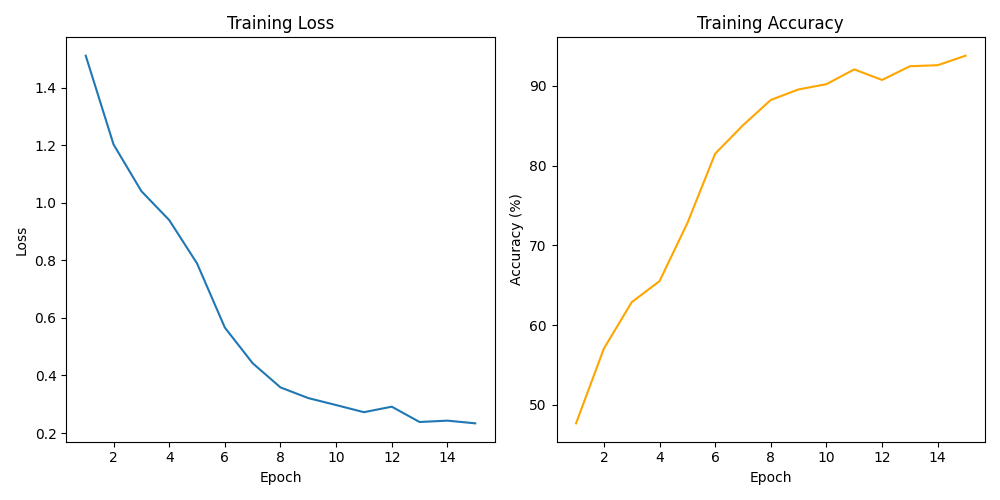 Training Loss
1.4
1.2
1.0
0.8
0.6
0.4
0.2
Loss
2 4 6 8 10 12 14
Epoch
Training Accuracy
90
80
70
60
50
Accuracy (%)
2 4 6 8 10 12 14
Epoch